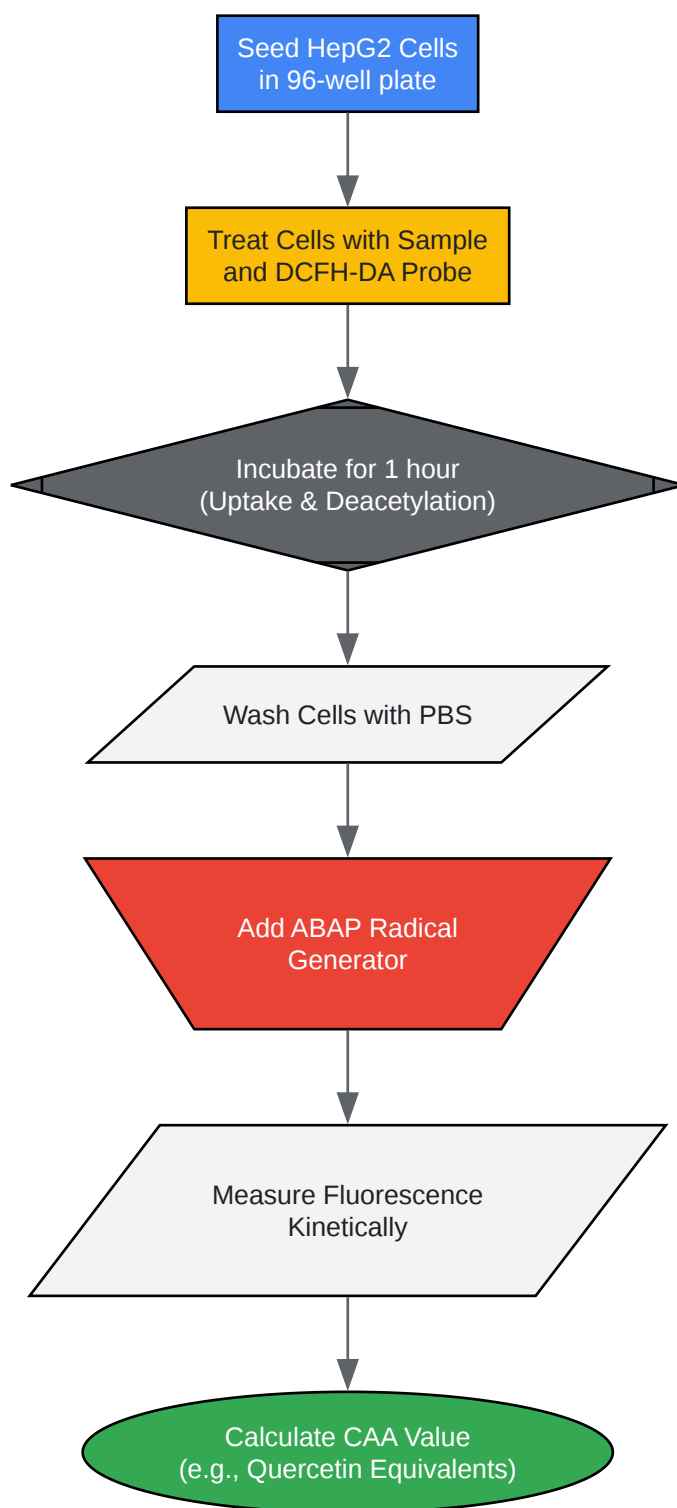 Seed HepG2 Cells
in 96-well plate
Treat Cells with Sample
and DCFH-DA Probe
Incubate for 1 hour
(Uptake & Deacetylation)
Wash Cells with PBS
Add ABAP Radical
Generator
Measure Fluorescence
Kinetically
Calculate CAA Value
(e.g., Quercetin Equivalents)